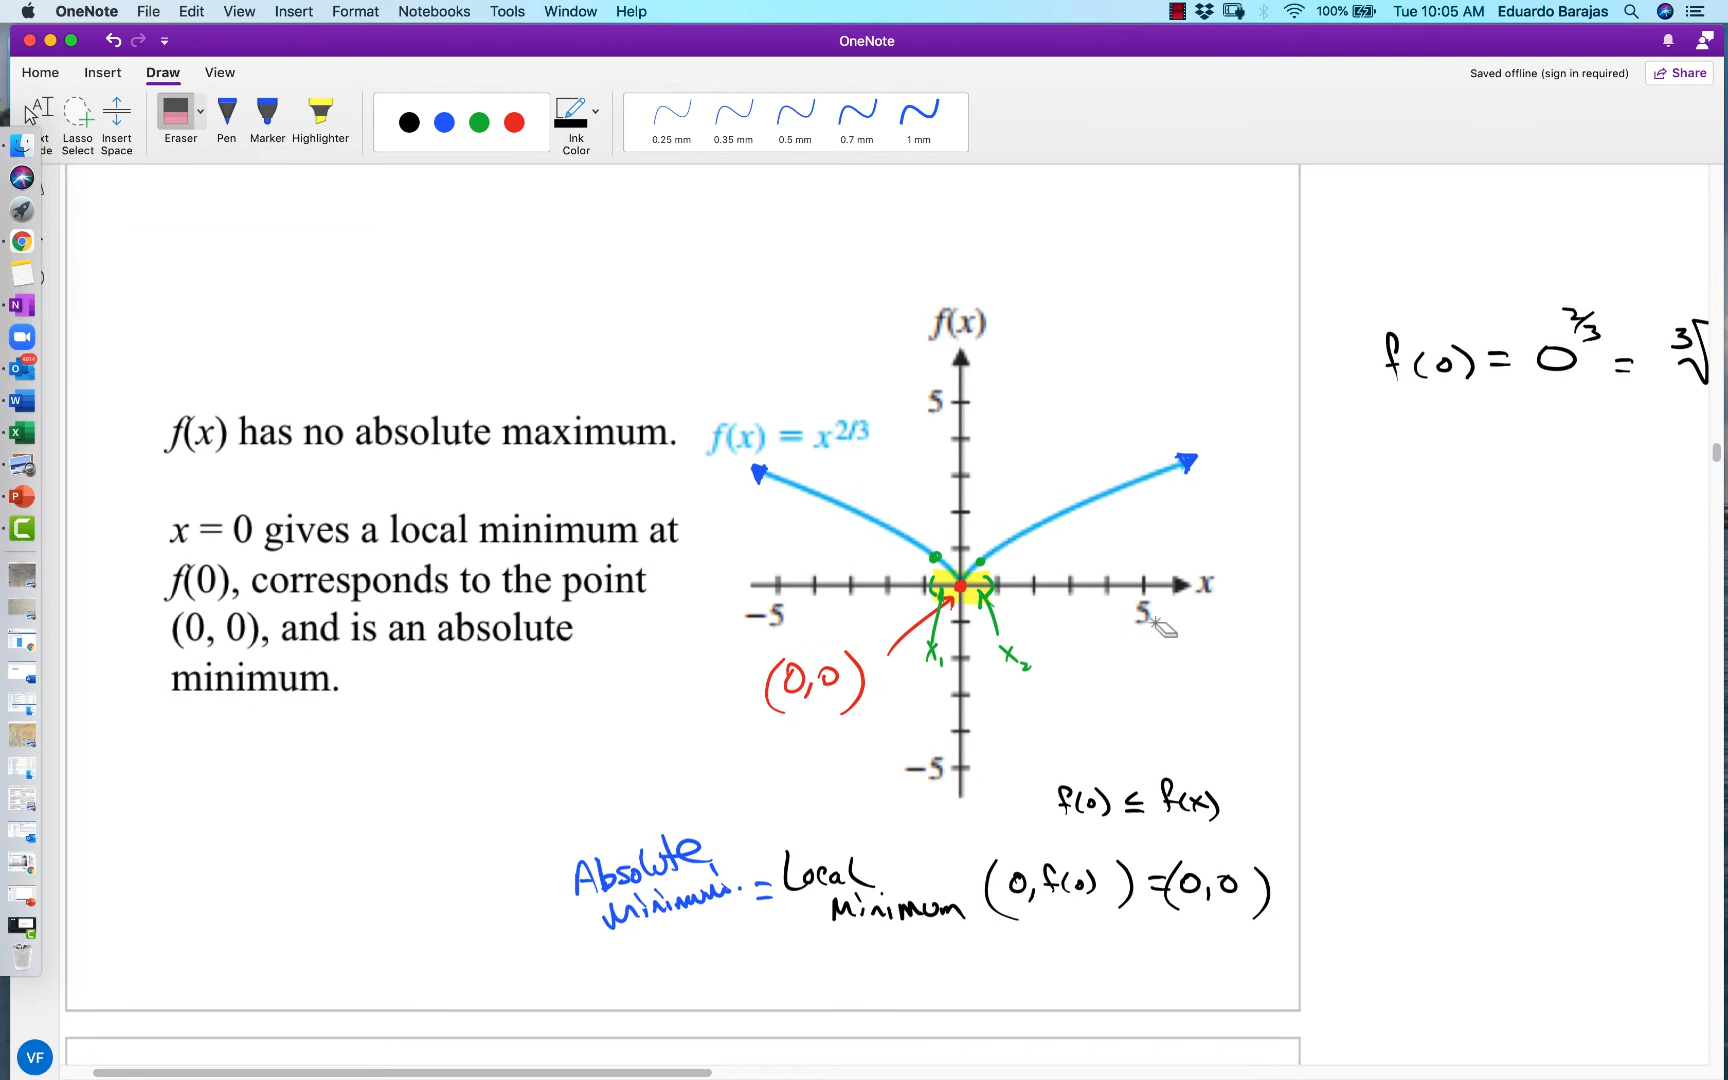 OneNote File Edit View Insert Format Notebooks Tools Window Help 100% Tue 10:05 AM Eduardo Barajas
OneNote
Home Insert Draw View Saved offline (sign in required) Share
Lasso Select
Insert Space
Eraser Pen Marker Highlighter
Ink Color
0.25 mm 0.35 mm 0.5 mm 0.7 mm 1 mm
f(x)
f(0) = 0^2/3 = ∛
5
f(x) has no absolute maximum.
f(x) = x^2/3
x = 0 gives a local minimum at
f(0), corresponds to the point
(0, 0), and is an absolute
minimum.
x
−5 5
x₁ x₂
(0,0)
−5
f(0) ≤ f(x)
Absolute
minimum. = Local
Minimum (0, f(0)) = (0, 0)
VF